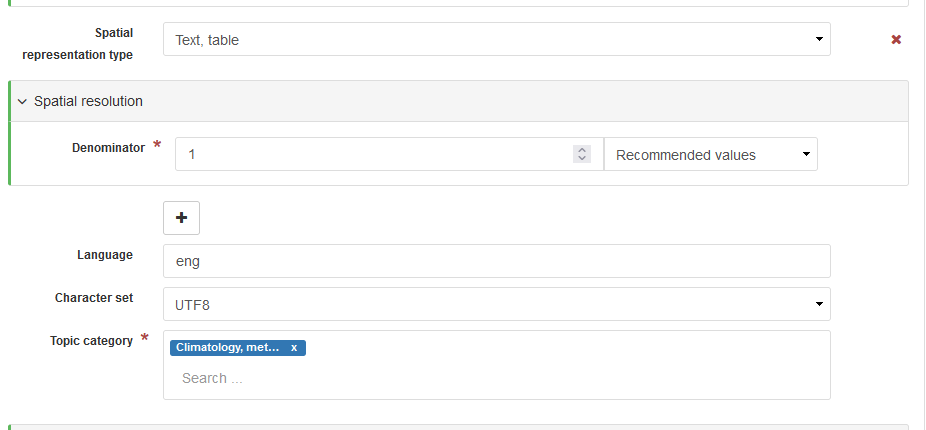 Spatial
representation type
Text, table
Spatial resolution
Denominator *
1
Recommended values
Language
eng
Character set
UTF8
Topic category *
Climatology, met... x
Search ...